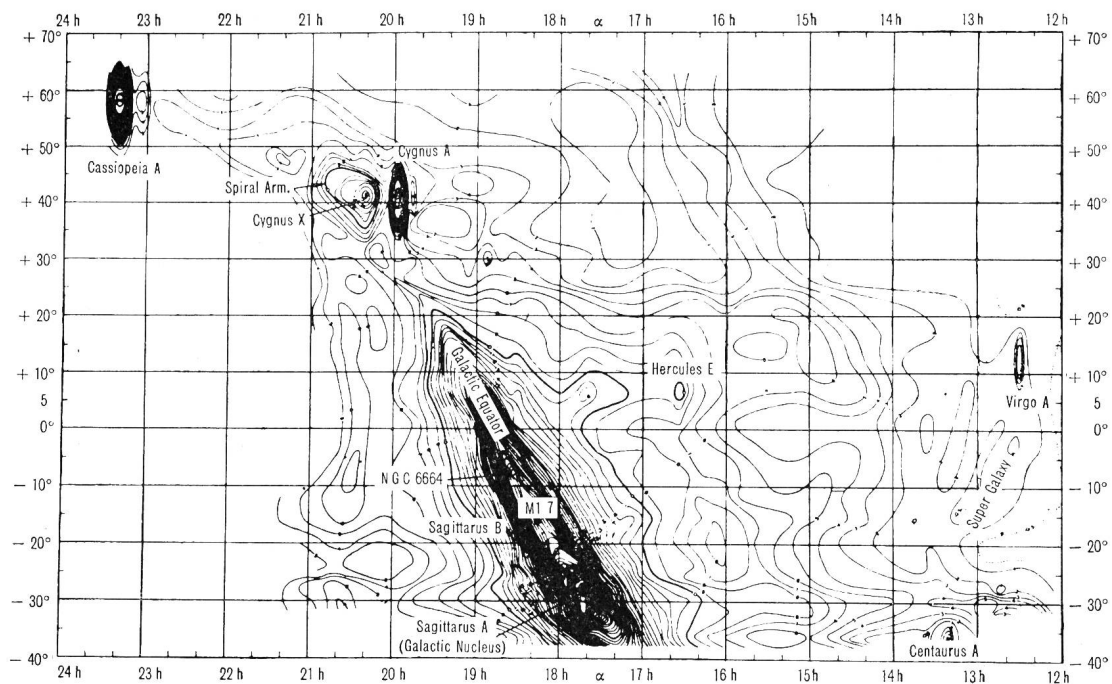 24 h 23 h 22 h 21 h 20 h 19 h α 18 h 17 h 16 h 15 h 14 h 13 h 12 h
+ 70° + 70°
+ 60° + 60°
+ 50° + 50°
Cassiopeia A
Cygnus A
Spiral Arm.
+ 40° + 40°
Cygnus X
+ 30° + 30°
+ 20° + 20°
Galactic Equator
Hercules E
+ 10° + 10°
Virgo A
5 5
0° 0°
NGC 6664
Super Galaxy
− 10° − 10°
M17
Sagittarus B
− 20° − 20°
− 30° − 30°
Sagittarus A
(Galactic Nucleus)
Centaurus A
− 40° − 40°
24 h 23 h 22 h 21 h 20 h 19 h 18 h α 17 h 16 h 15 h 14 h 13 h 12 h